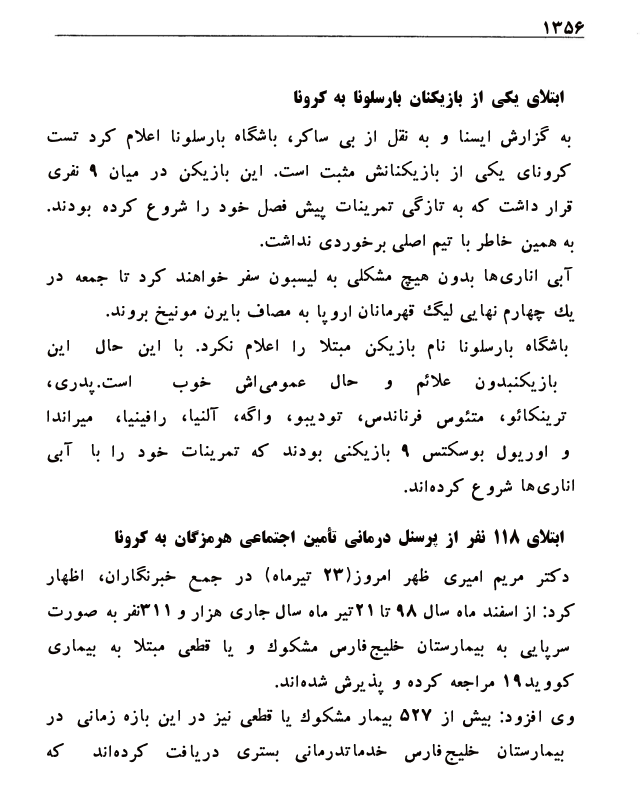 ۱۳۵۶
ابتلای یکی از بازیکنان بارسلونا به کرونا
به گزارش ایسنا و به نقل از بی ساکر، باشگاه بارسلونا اعلام کرد تست
کرونای یکی از بازیکنانش مثبت است. این بازیکن در میان ۹ نفری
قرار داشت که به تازگی تمرینات پیش فصل خود را شروع کرده بودند.
به همین خاطر با تیم اصلی برخوردی نداشت.
آبی اناری‌ها بدون هیچ مشکلی به لیسبون سفر خواهند کرد تا جمعه در
یك چهارم نهایی لیگ قهرمانان اروپا به مصاف بایرن مونیخ بروند.
باشگاه بارسلونا نام بازیکن مبتلا را اعلام نکرد. با این حال این
بازیکنبدون علائم و حال عمومی‌اش خوب است.پدری،
ترینکائو، متئوس فرناندس، تودیبو، واگه، آلنیا، رافینیا، میراندا
و اوریول بوسکتس ۹ بازیکنی بودند که تمرینات خود را با آبی
اناری‌ها شروع کرده‌اند.
ابتلای ۱۱۸ نفر از پرسنل درمانی تأمین اجتماعی هرمزگان به کرونا
دکتر مریم امیری ظهر امروز(۲۳ تیرماه) در جمع خبرنگاران، اظهار
کرد: از اسفند ماه سال ۹۸ تا ۲۱تیر ماه سال جاری هزار و ۳۱۱نفر به صورت
سرپایی به بیمارستان خلیج‌فارس مشکوك و یا قطعی مبتلا به بیماری
کووید۱۹ مراجعه کرده و پذیرش شده‌اند.
وی افزود: بیش از ۵۲۷ بیمار مشکوك یا قطعی نیز در این بازه زمانی در
بیمارستان خلیج‌فارس خدماتدرمانی بستری دریافت کرده‌اند که